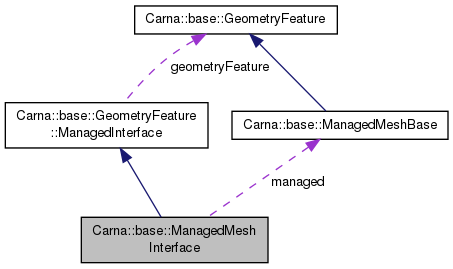 Carna::base::GeometryFeature
geometryFeature
Carna::base::GeometryFeature
::ManagedInterface
Carna::base::ManagedMeshBase
managed
Carna::base::ManagedMesh
Interface